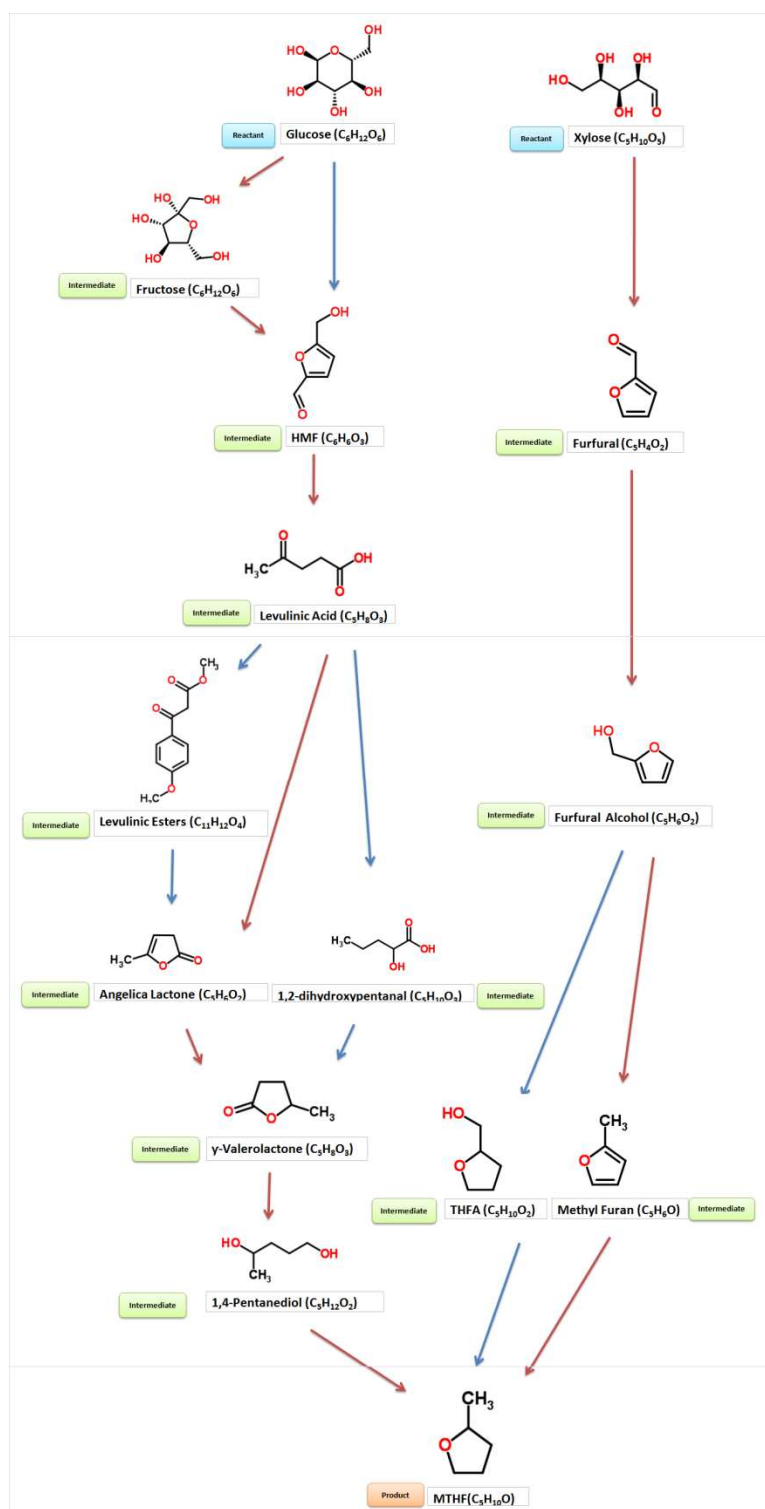 OH
HO O
HO OH
OH
Reactant Glucose (C₆H₁₂O₆)
OH OH
HO
OH O
Reactant Xylose (C₅H₁₀O₅)
HO OH
HO O
HO OH
Intermediate Fructose (C₆H₁₂O₆)
OH
O
O
Intermediate HMF (C₆H₆O₃)
O
O
Intermediate Furfural (C₅H₄O₂)
O
OH
H₃C
O
Intermediate Levulinic Acid (C₅H₈O₃)
CH₃
O O
O
O
H₃C
Intermediate Levulinic Esters (C₁₁H₁₂O₄)
HO
O
Intermediate Furfural Alcohol (C₅H₆O₂)
H₃C O O
Intermediate Angelica Lactone (C₅H₆O₂)
H₃C O
OH
OH
1,2-dihydroxypentanal (C₅H₁₀O₃) Intermediate
O O CH₃
Intermediate γ-Valerolactone (C₅H₈O₃)
HO
O
Intermediate THFA (C₅H₁₀O₂)
CH₃
O
Methyl Furan (C₅H₆O) Intermediate
HO OH
CH₃
Intermediate 1,4-Pentanediol (C₅H₁₂O₂)
CH₃
O
Product MTHF(C₅H₁₀O)